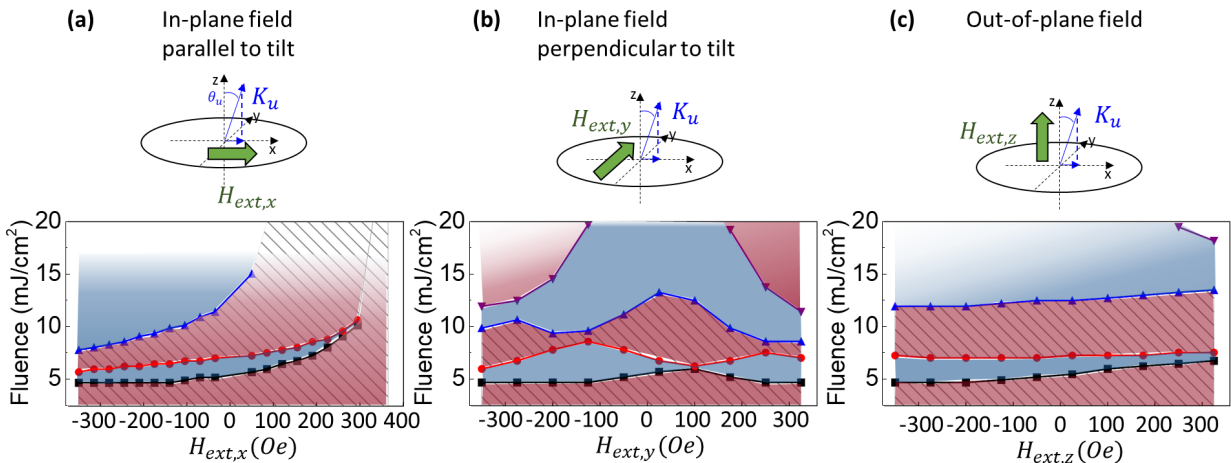 (a) In-plane field
parallel to tilt
(b) In-plane field
perpendicular to tilt
(c) Out-of-plane field
z
θu
Ku
y
x
Hext,x
z
Ku
Hext,y
y
x
z
Ku
Hext,z
y
x
Fluence (mJ/cm²)
20
15
10
5
-300 -200 -100 0 100 200 300 400
Hext,x(Oe)
Fluence (mJ/cm²)
20
15
10
5
-300 -200 -100 0 100 200 300
Hext,y(Oe)
Fluence (mJ/cm²)
20
15
10
5
-300 -200 -100 0 100 200 300
Hext,z(Oe)